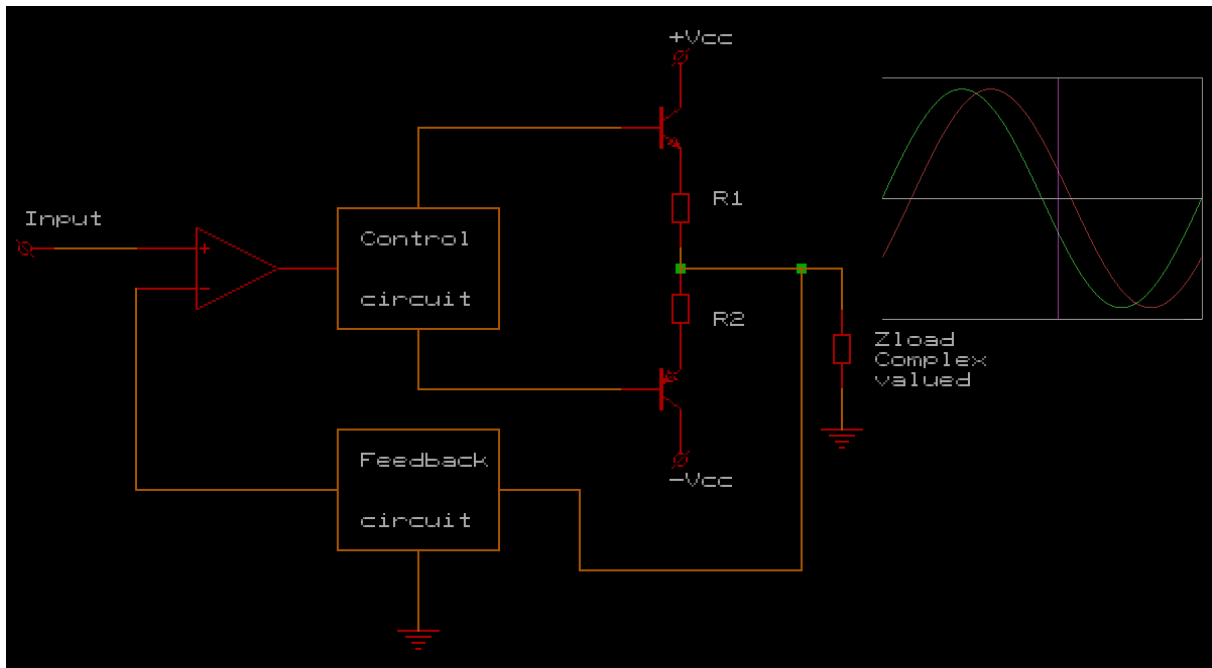 +Vcc
Input
R1
Control
circuit
R2
Zload
Complex
valued
-Vcc
Feedback
circuit
+
-